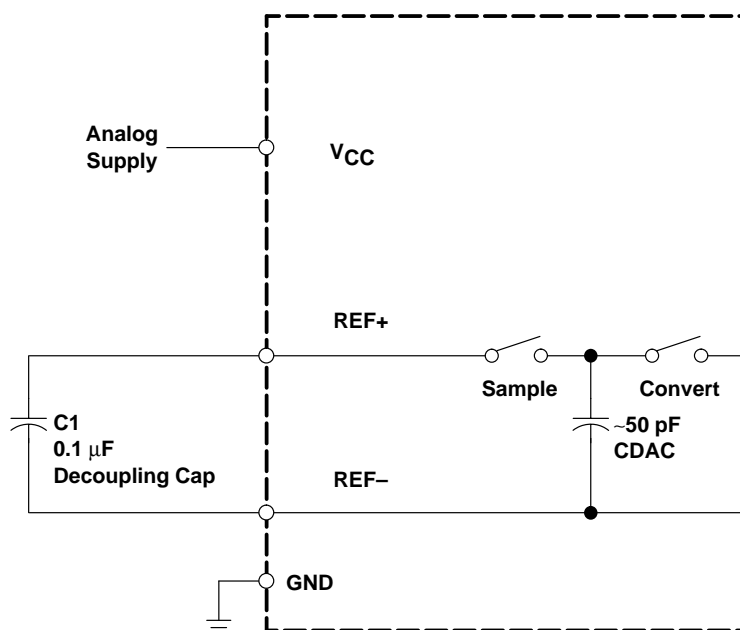 Analog
Supply
VCC
REF+
Sample
Convert
C1
0.1 μF
Decoupling Cap
~50 pF
CDAC
REF–
GND